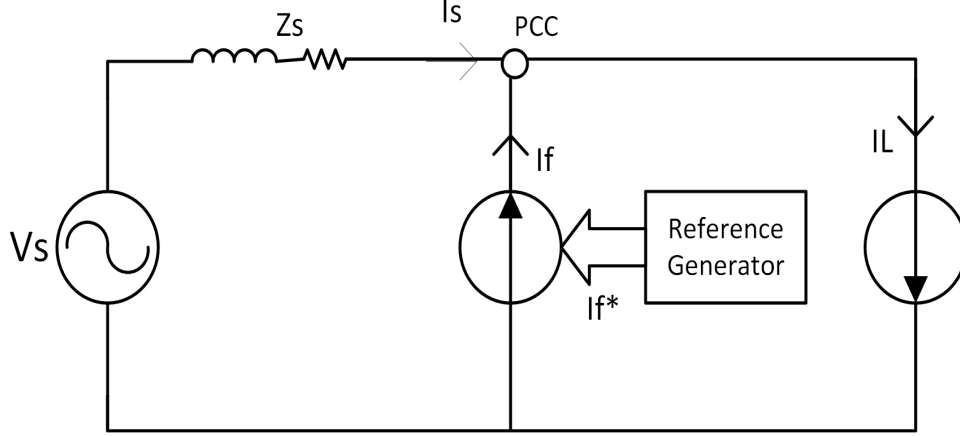 Zs
Is
PCC
If
IL
Vs
Reference
Generator
If*